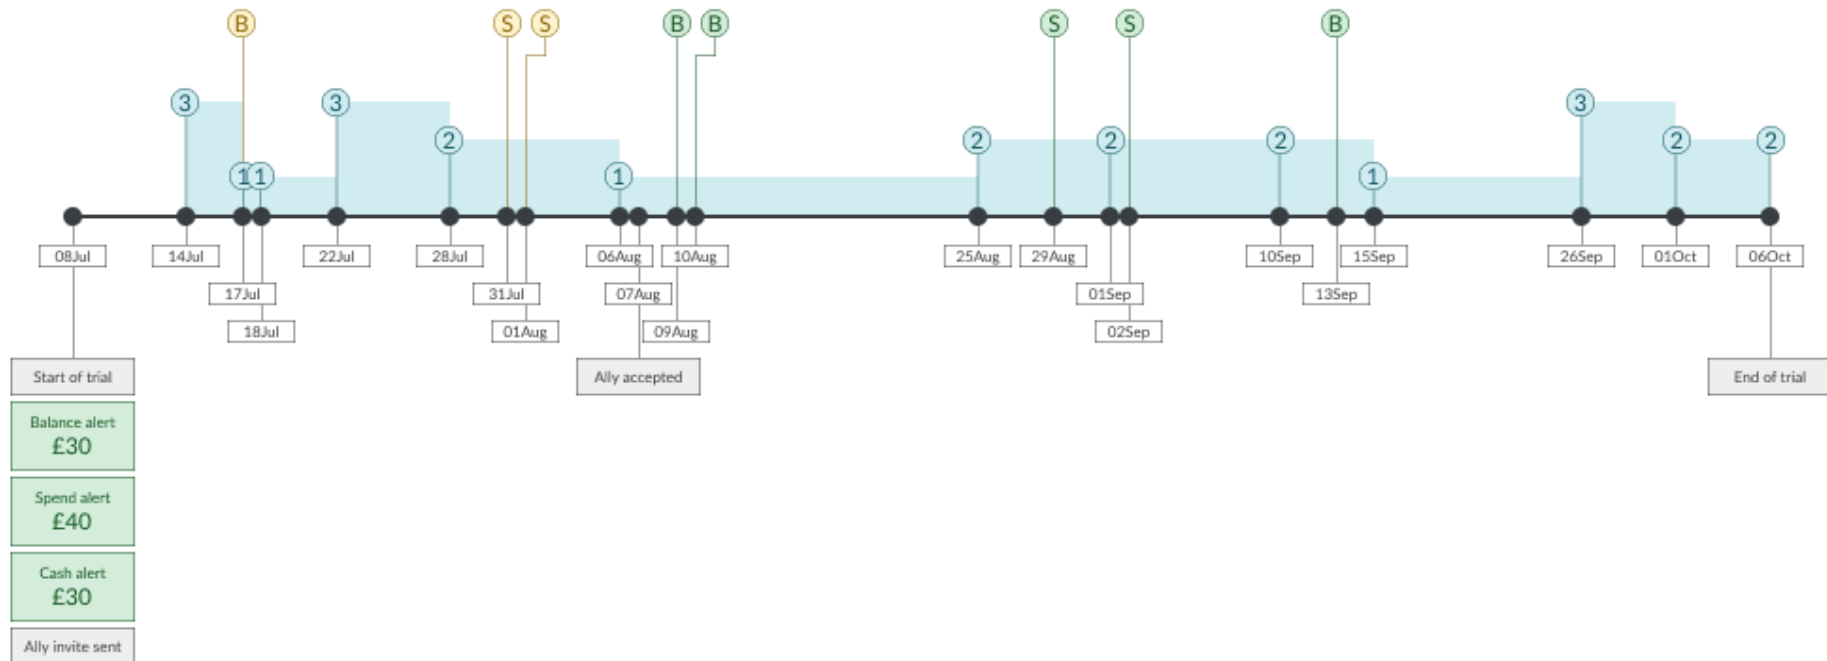 B
S
S
B
B
S
S
B
3
3
3
2
2
2
2
2
2
1
1
1
1
08Jul
14Jul
22Jul
28Jul
06Aug
10Aug
25Aug
29Aug
10Sep
15Sep
26Sep
01Oct
06Oct
17Jul
31Jul
07Aug
01Sep
13Sep
18Jul
01Aug
09Aug
02Sep
Start of trial
Ally accepted
End of trial
Balance alert
£30
Spend alert
£40
Cash alert
£30
Ally invite sent